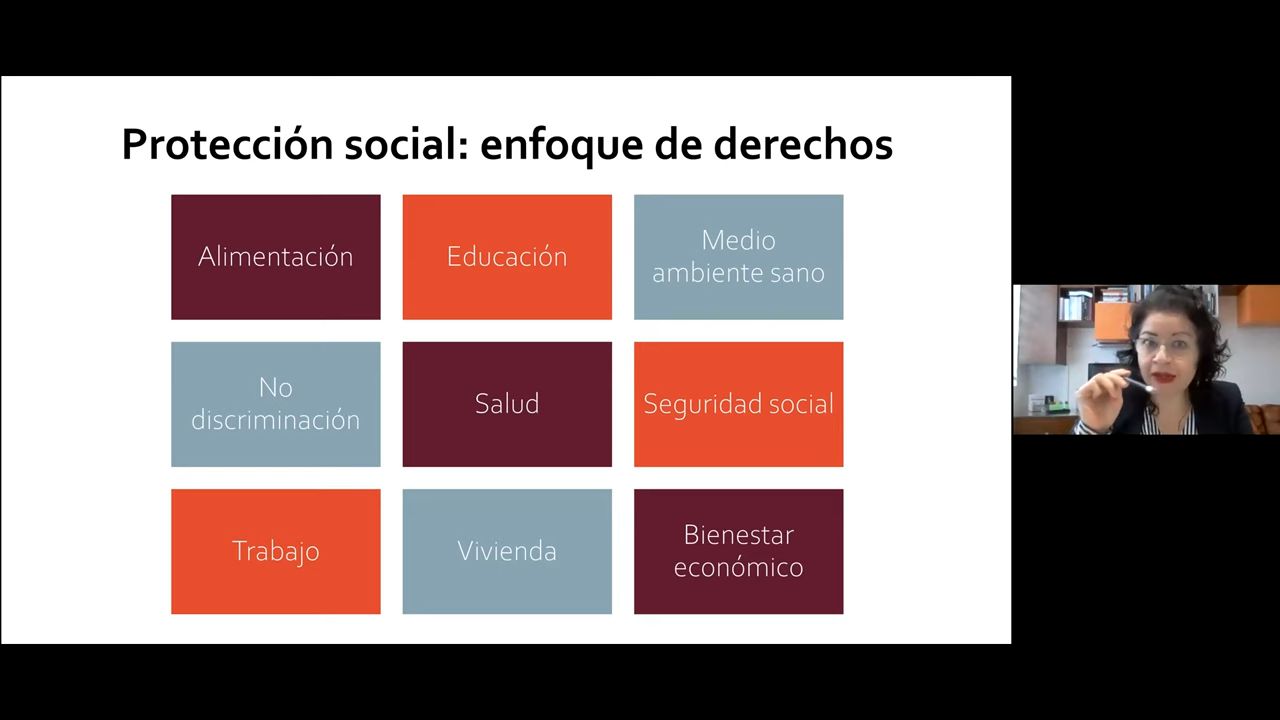 Protección social: enfoque de derechos
Alimentación
Educación
Medio
ambiente sano
No
discriminación
Salud
Seguridad social
Trabajo
Vivienda
Bienestar
económico